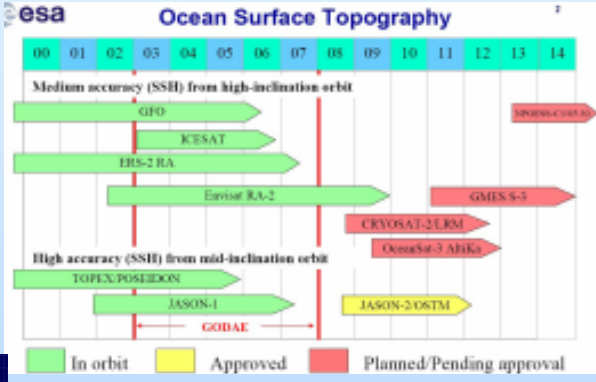 esa
Ocean Surface Topography
2
00 01 02 03 04 05 06 07 08 09 10 11 12 13 14
Medium accuracy (SSH) from high-inclination orbit
GFO
ICESAT
ERS-2 RA
Envisat RA-2
GMES S-3
CRYOSAT-2/LRM
OceanSat-3 AltiKa
High accuracy (SSH) from mid-inclination orbit
TOPEX/POSEIDON
JASON-1
JASON-2/OSTM
GODAE
In orbit
Approved
Planned/Pending approval